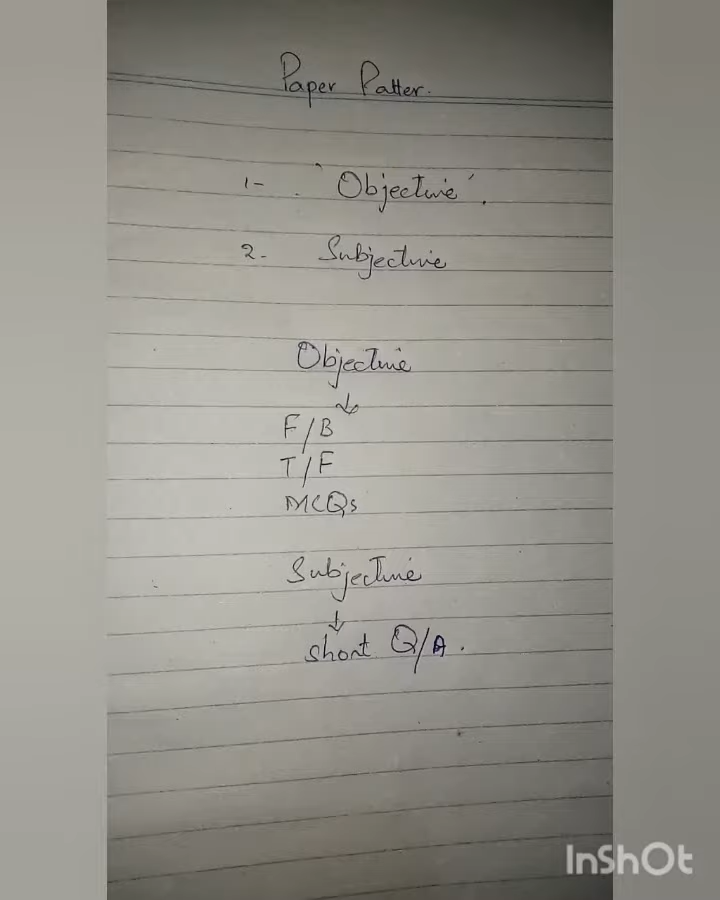 Paper Patter.
1- . 'Objective'.
2. Subjective
Objective
↓
F/B
T/F
MCQs
Subjective
↓
short Q/A.
InShOt